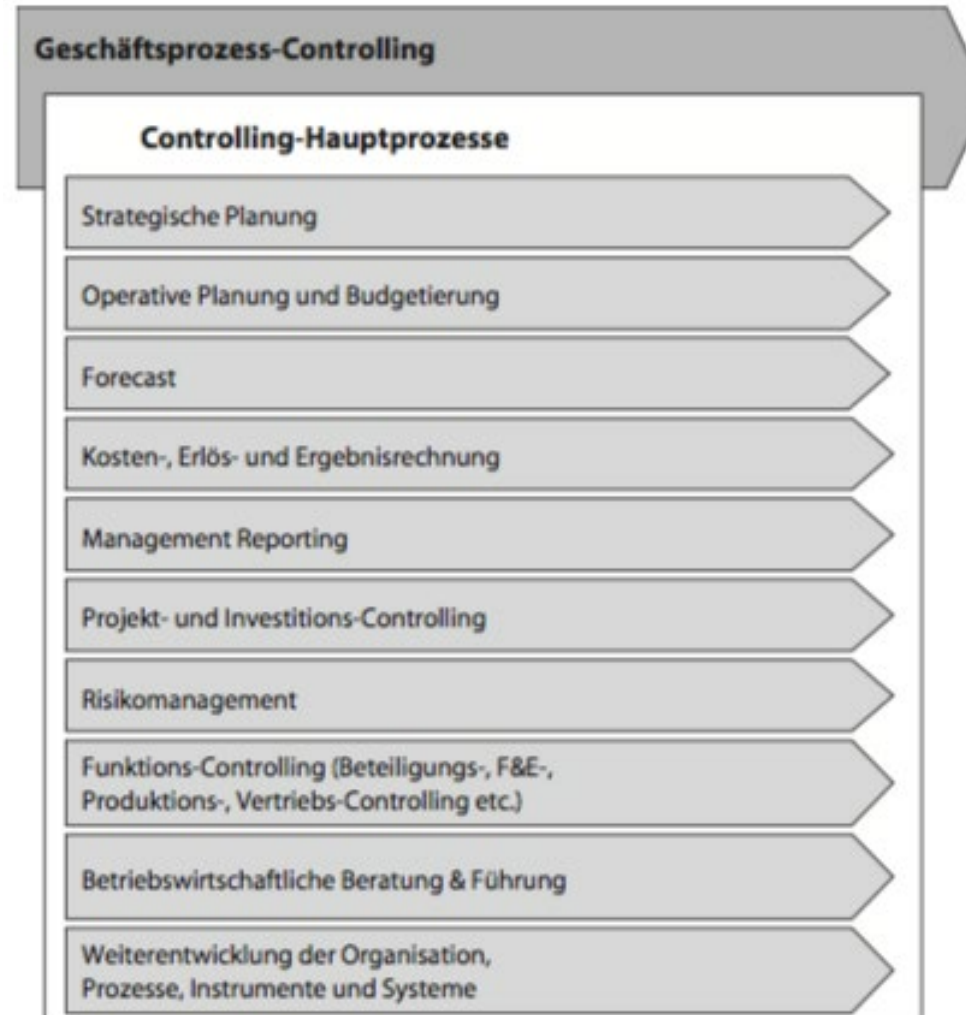 Geschäftsprozess-Controlling
Controlling-Hauptprozesse
Strategische Planung
Operative Planung und Budgetierung
Forecast
Kosten-, Erlös- und Ergebnisrechnung
Management Reporting
Projekt- und Investitions-Controlling
Risikomanagement
Funktions-Controlling (Beteiligungs-, F&E-,
Produktions-, Vertriebs-Controlling etc.)
Betriebswirtschaftliche Beratung & Führung
Weiterentwicklung der Organisation,
Prozesse, Instrumente und Systeme